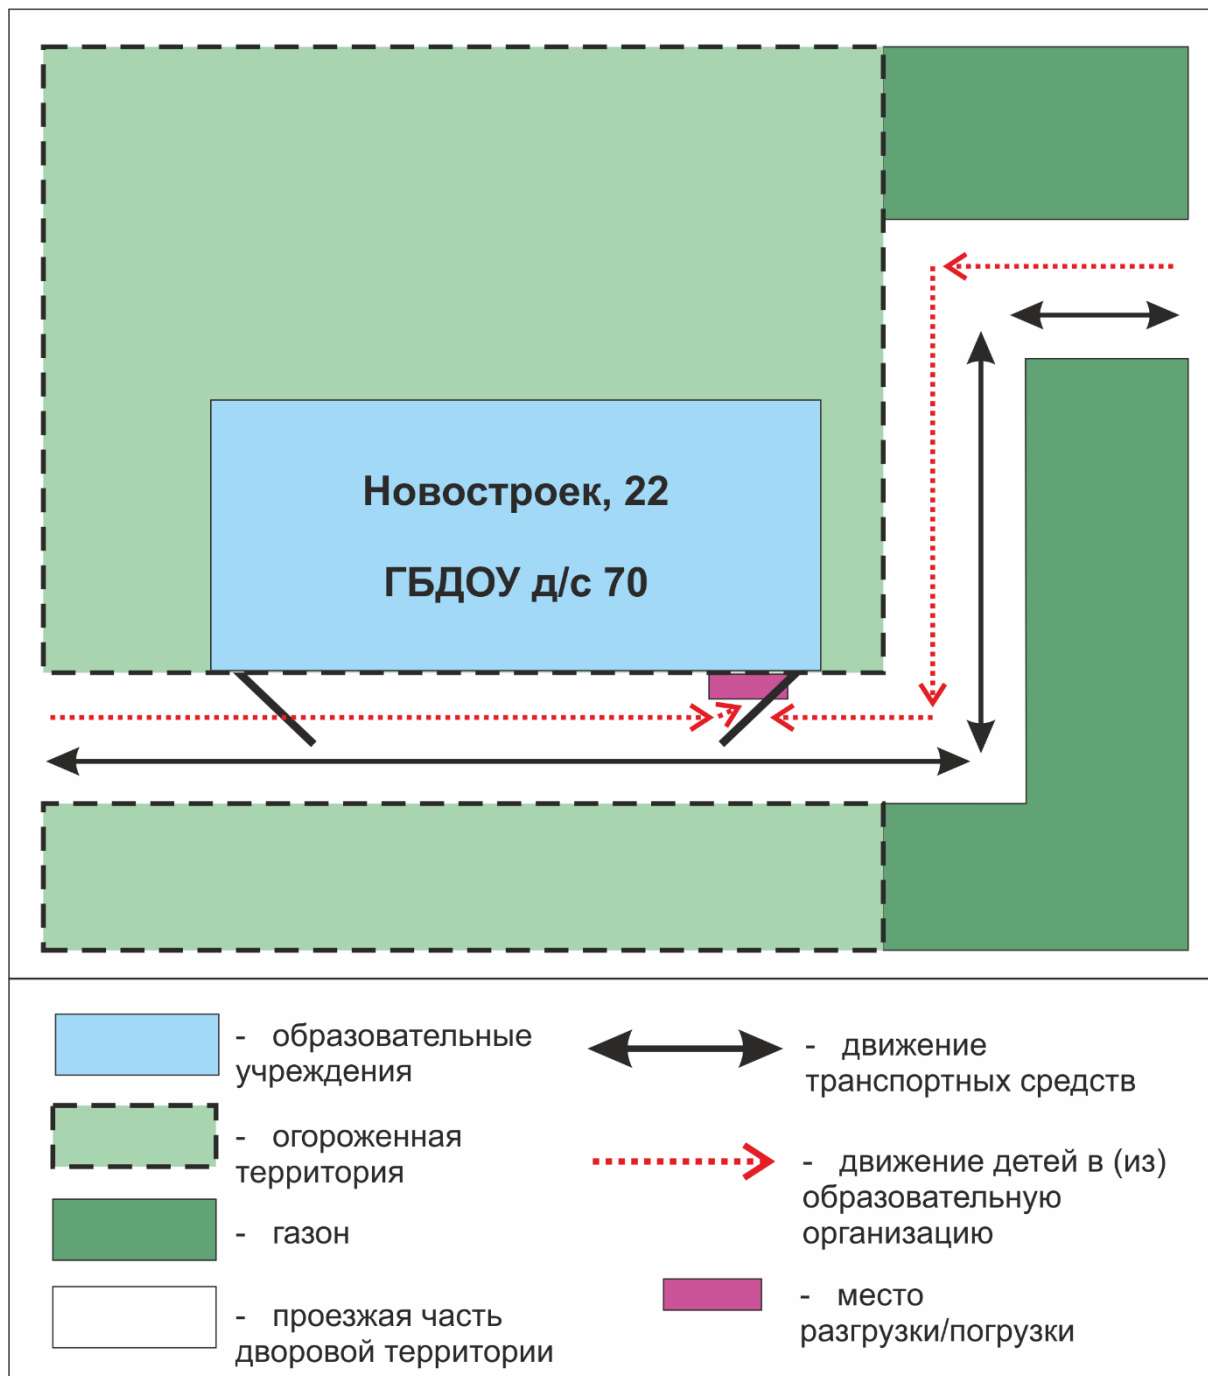 Новостроек, 22
ГБДОУ д/с 70
- образовательные
учреждения
- огороженная
территория
- газон
- проезжая часть
дворовой территории
- движение
транспортных средств
- движение детей в (из)
образовательную
организацию
- место
разгрузки/погрузки